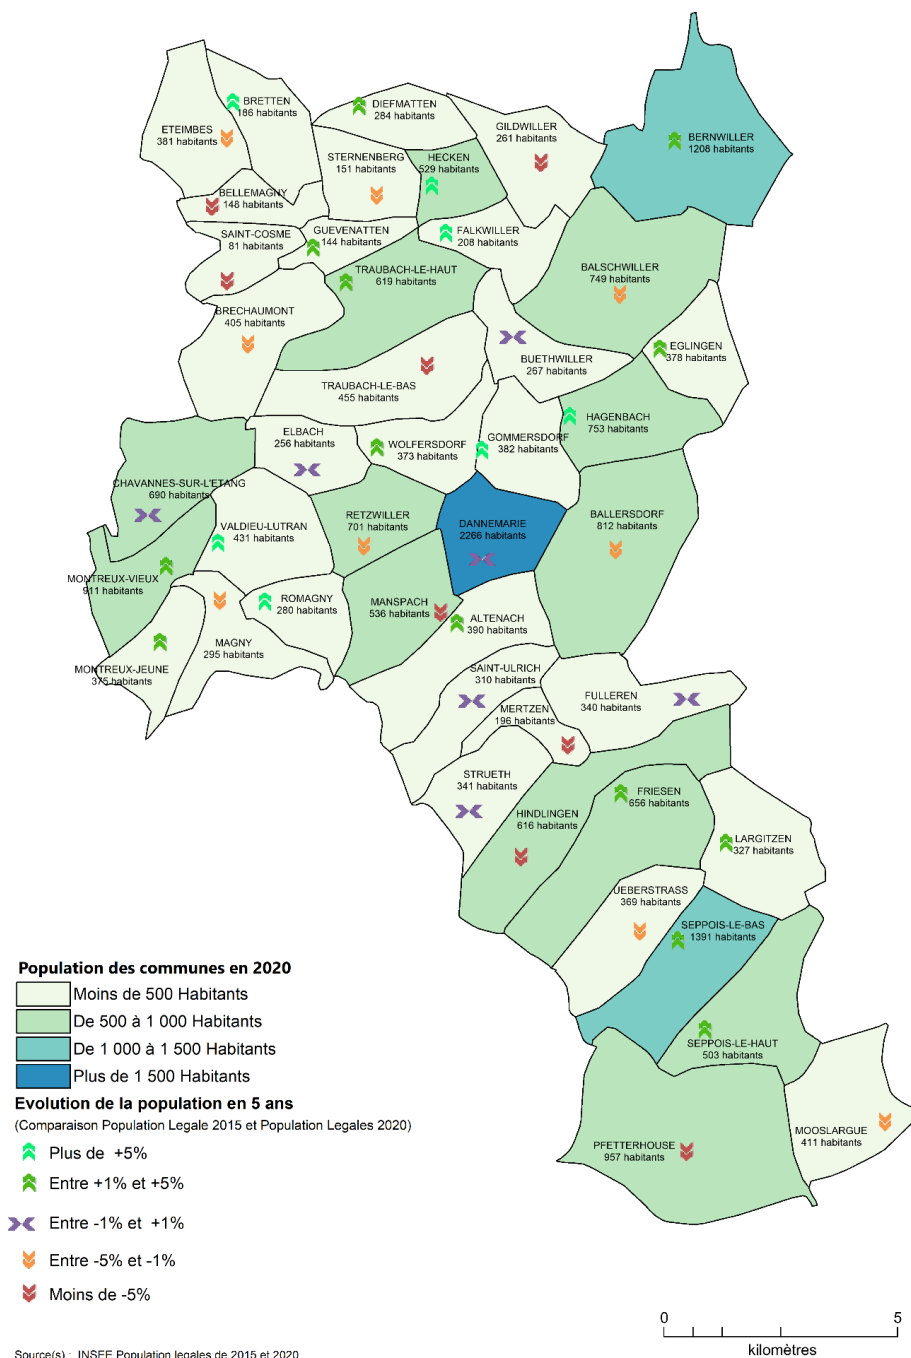 BRETTEN
186 habitants
DIEFMATTEN
284 habitants
ETEIMBES
381 habitants
GILDWILLER
261 habitants
BERNWILLER
1208 habitants
STERNENBERG
151 habitants
HECKEN
529 habitants
BELLEMAGNY
148 habitants
SAINT-COSME
81 habitants
GUEVENATTEN
144 habitants
FALKWILLER
208 habitants
TRAUBACH-LE-HAUT
619 habitants
BALSCHWILLER
749 habitants
BRECHAUMONT
405 habitants
BUETHWILLER
267 habitants
EGLINGEN
378 habitants
TRAUBACH-LE-BAS
455 habitants
HAGENBACH
753 habitants
ELBACH
256 habitants
WOLFERSDORF
373 habitants
GOMMERSDORF
382 habitants
CHAVANNES-SUR-L'ETANG
690 habitants
VALDIEU-LUTRAN
431 habitants
RETZWILLER
701 habitants
DANNEMARIE
2266 habitants
BALLERSDORF
812 habitants
MONTREUX-VIEUX
911 habitants
ROMAGNY
280 habitants
MANSPACH
536 habitants
ALTENACH
390 habitants
MAGNY
295 habitants
MONTREUX-JEUNE
375 habitants
SAINT-ULRICH
310 habitants
FULLEREN
340 habitants
MERTZEN
196 habitants
STRUETH
341 habitants
FRIESEN
656 habitants
HINDLINGEN
616 habitants
LARGITZEN
327 habitants
UEBERSTRASS
369 habitants
SEPPOIS-LE-BAS
1391 habitants
SEPPOIS-LE-HAUT
503 habitants
MOOSLARGUE
411 habitants
PFETTERHOUSE
957 habitants
Population des communes en 2020
Moins de 500 Habitants
De 500 à 1 000 Habitants
De 1 000 à 1 500 Habitants
Plus de 1 500 Habitants
Evolution de la population en 5 ans
(Comparaison Population Legale 2015 et Population Legales 2020)
Plus de +5%
Entre +1% et +5%
Entre -1% et +1%
Entre -5% et -1%
Moins de -5%
0 5
kilomètres
Source(s) : INSEE Population legales de 2015 et 2020